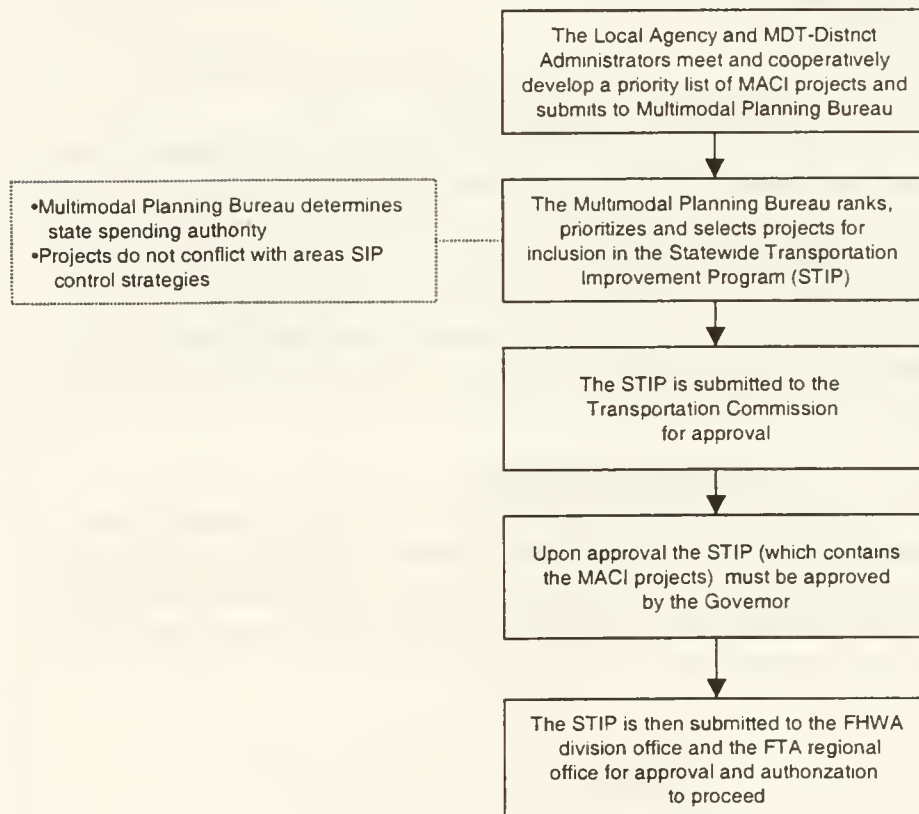 The Local Agency and MDT-District
Administrators meet and cooperatively
develop a priority list of MACI projects and
submits to Multimodal Planning Bureau
•Multimodal Planning Bureau determines
state spending authority
•Projects do not conflict with areas SIP
control strategies
The Multimodal Planning Bureau ranks,
prioritizes and selects projects for
inclusion in the Statewide Transportation
Improvement Program (STIP)
The STIP is submitted to the
Transportation Commission
for approval
Upon approval the STIP (which contains
the MACI projects) must be approved
by the Governor
The STIP is then submitted to the FHWA
division office and the FTA regional
office for approval and authorization
to proceed